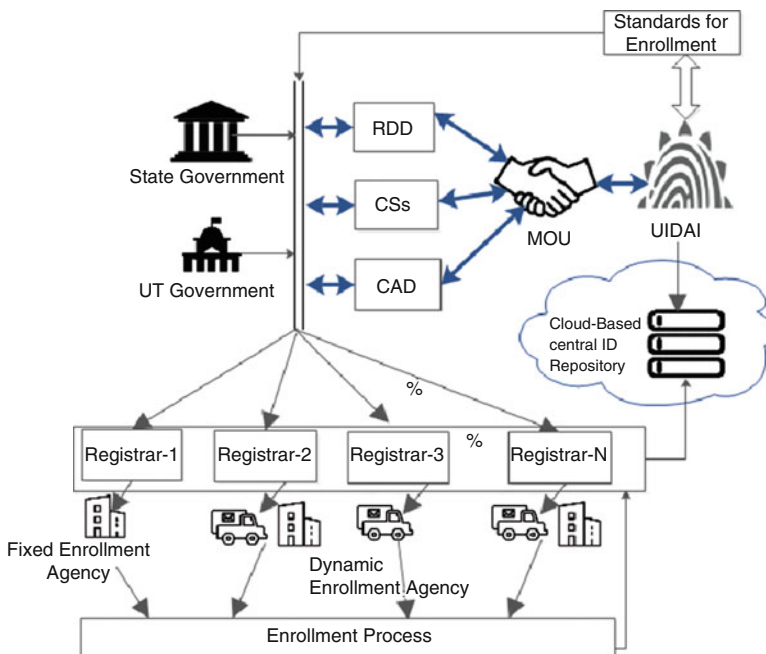 Standards for
Enrollment
RDD
State Government
CSs
MOU
UIDAI
UT Government
CAD
Cloud-Based
central ID
Repository
%
Registrar-1
Registrar-2
Registrar-3
%
Registrar-N
Fixed Enrollment
Agency
Dynamic
Enrollment Agency
Enrollment Process